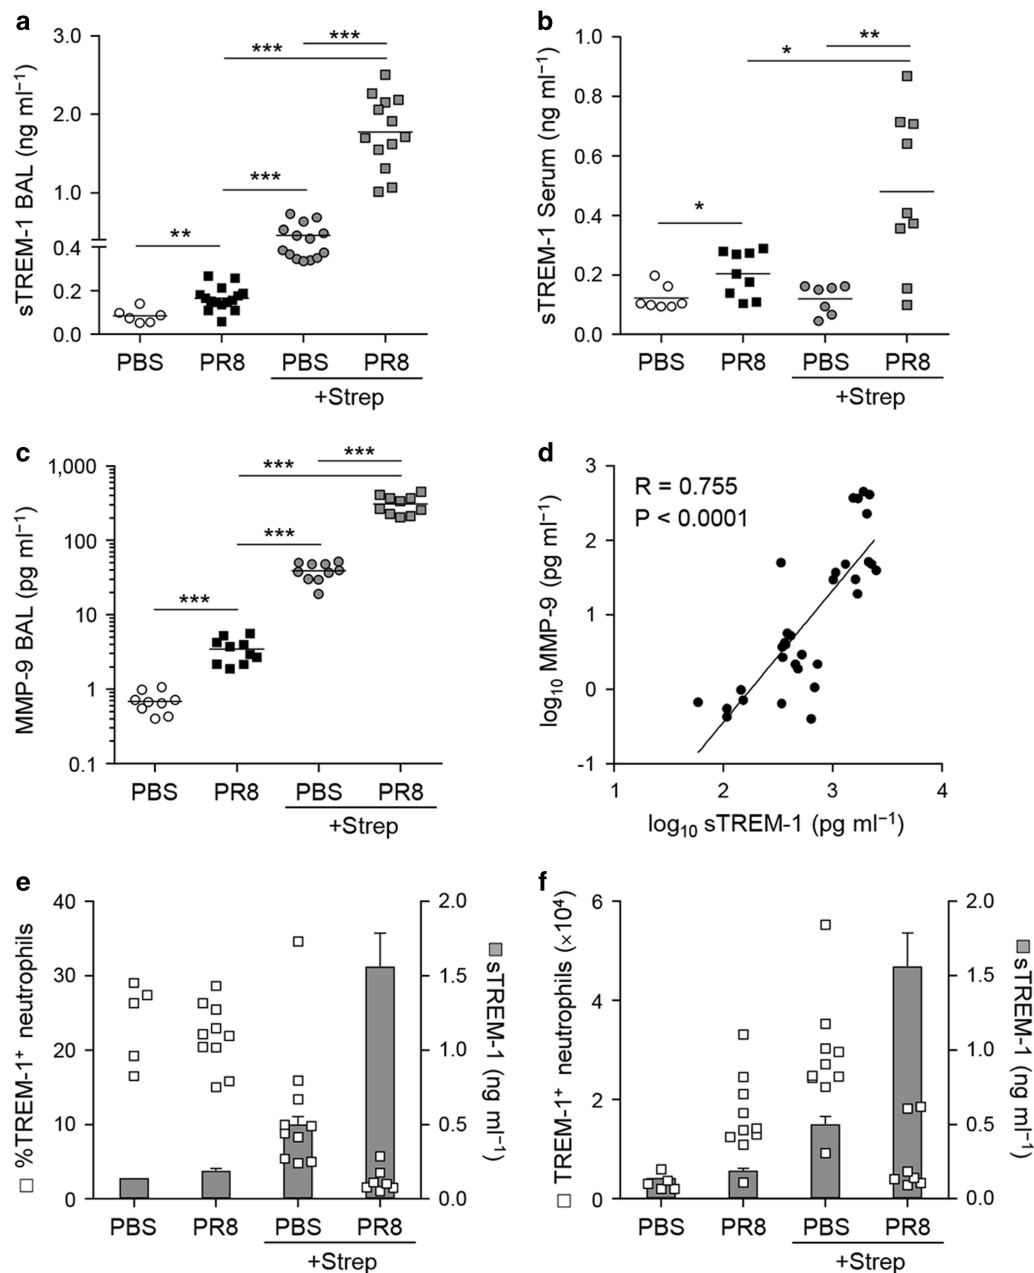 a
sTREM-1 BAL (ng ml⁻¹)
3.0
2.0
1.0
0.4
0.2
0.0
**
***
***
***
PBS PR8 PBS PR8
+Strep
b
sTREM-1 Serum (ng ml⁻¹)
1.0
0.8
0.6
0.4
0.2
0.0
*
*
**
PBS PR8 PBS PR8
+Strep
c
MMP-9 BAL (pg ml⁻¹)
1,000
100
10
1
0.1
***
***
***
***
PBS PR8 PBS PR8
+Strep
d
log₁₀ MMP-9 (pg ml⁻¹)
3
2
1
0
-1
R = 0.755
P < 0.0001
1 2 3 4
log₁₀ sTREM-1 (pg ml⁻¹)
e
□ %TREM-1⁺ neutrophils
40
30
20
10
0
2.0
1.5
1.0
0.5
0.0
sTREM-1 (ng ml⁻¹)
PBS PR8 PBS PR8
+Strep
f
□ TREM-1⁺ neutrophils (×10⁴)
6
4
2
0
2.0
1.5
1.0
0.5
0.0
sTREM-1 (ng ml⁻¹)
PBS PR8 PBS PR8
+Strep